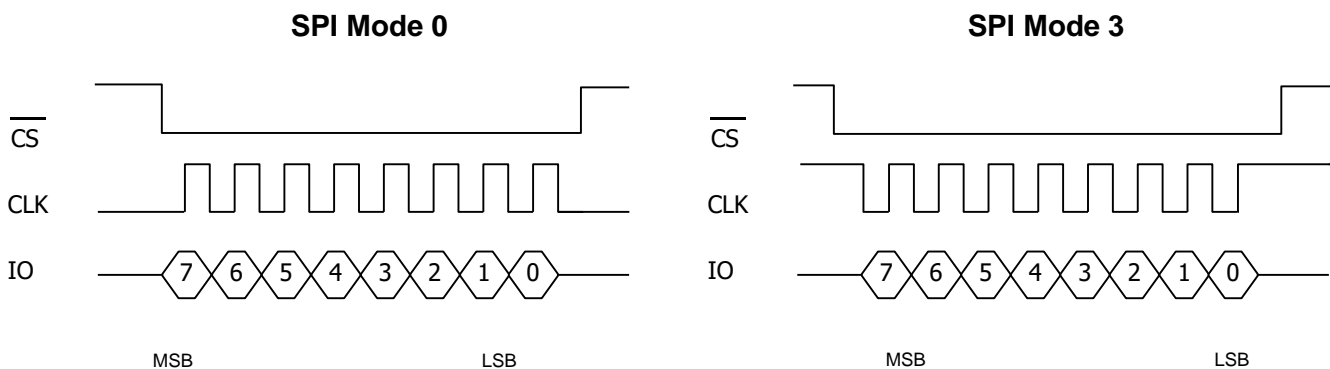 SPI Mode 0
SPI Mode 3
CS
CLK
IO
7 6 5 4 3 2 1 0
MSB LSB
CS
CLK
IO
7 6 5 4 3 2 1 0
MSB LSB